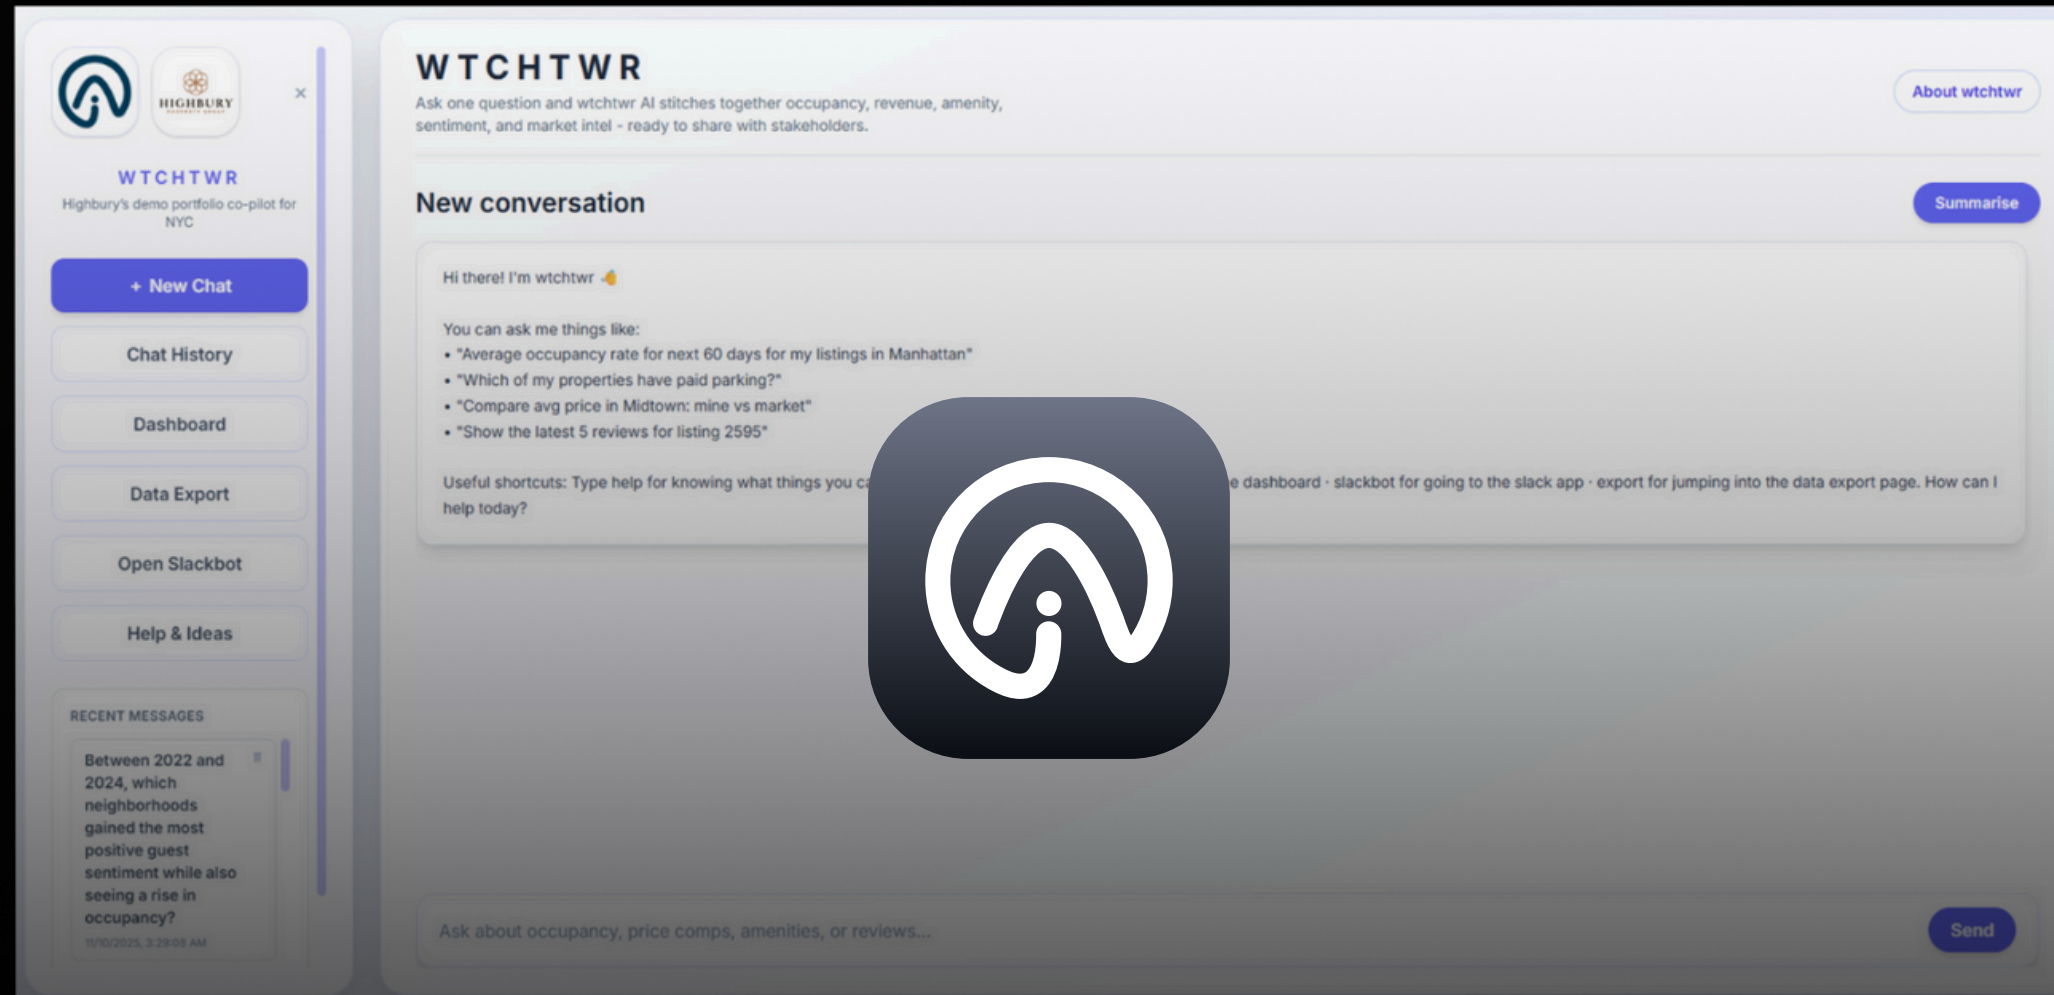 HIGHBURY
×
WTCHTWR
Highbury's demo portfolio co-pilot for
NYC
+ New Chat
Chat History
Dashboard
Data Export
Open Slackbot
Help & Ideas
RECENT MESSAGES
Between 2022 and
2024, which
neighborhoods
gained the most
positive guest
sentiment while also
seeing a rise in
occupancy?
11/10/2025, 3:29:08 AM
WTCHTWR
Ask one question and wtchtwr AI stitches together occupancy, revenue, amenity,
sentiment, and market intel - ready to share with stakeholders.
About wtchtwr
New conversation
Summarise
Hi there! I'm wtchtwr 👋
You can ask me things like:
• "Average occupancy rate for next 60 days for my listings in Manhattan"
• "Which of my properties have paid parking?"
• "Compare avg price in Midtown: mine vs market"
• "Show the latest 5 reviews for listing 2595"
Useful shortcuts: Type help for knowing what things you dashboard · slackbot for going to the slack app · export for jumping into the data export page. How can I
help today?
Ask about occupancy, price comps, amenities, or reviews...
Send